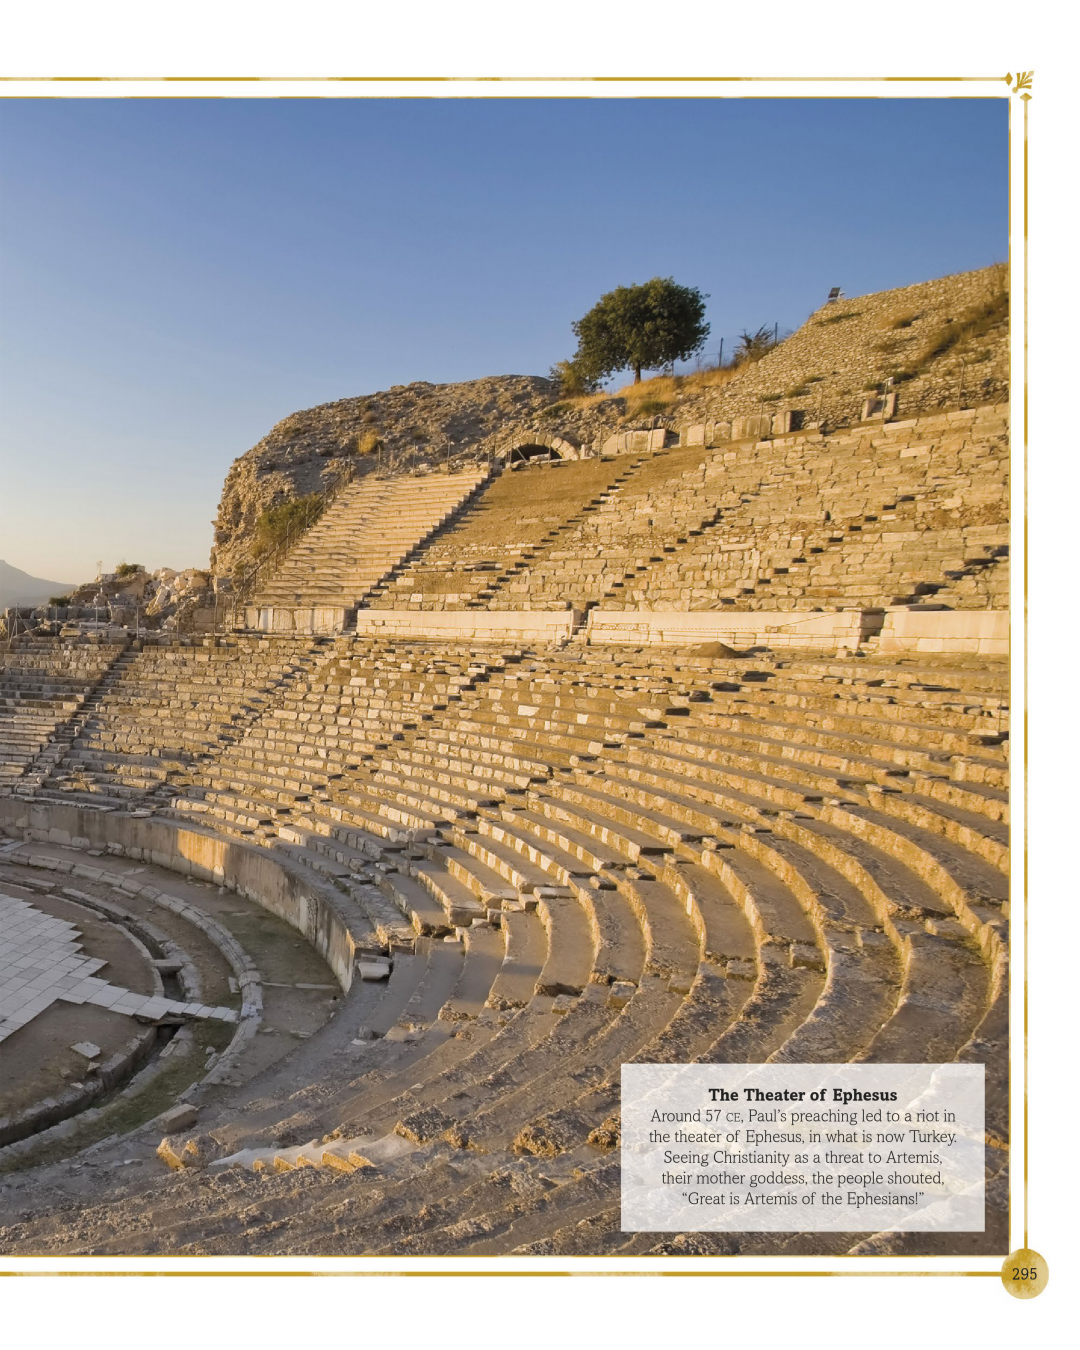 The Theater of Ephesus
Around 57 CE, Paul's preaching led to a riot in
the theater of Ephesus, in what is now Turkey.
Seeing Christianity as a threat to Artemis,
their mother goddess, the people shouted,
“Great is Artemis of the Ephesians!”
295